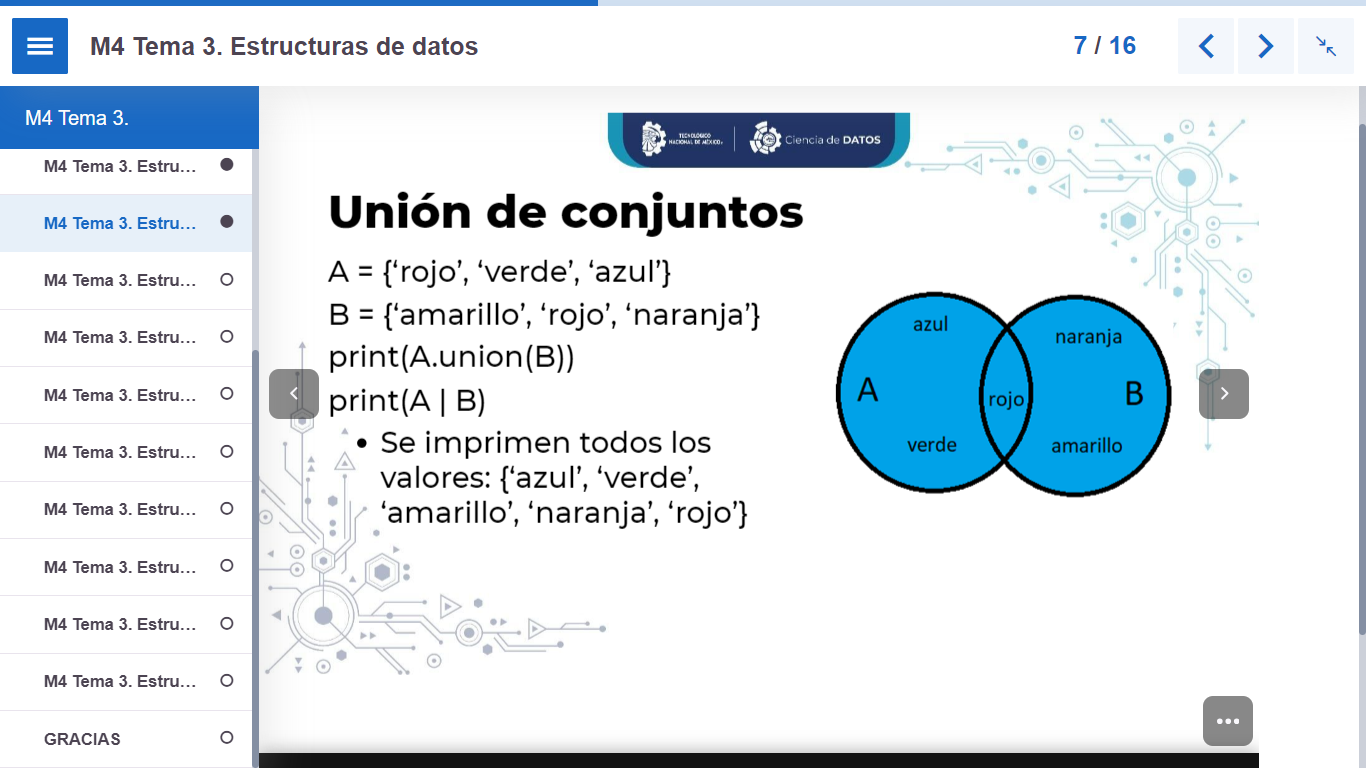 M4 Tema 3. Estructuras de datos
7 / 16
M4 Tema 3.
M4 Tema 3. Estru...
M4 Tema 3. Estru...
M4 Tema 3. Estru...
M4 Tema 3. Estru...
M4 Tema 3. Estru...
M4 Tema 3. Estru...
M4 Tema 3. Estru...
M4 Tema 3. Estru...
M4 Tema 3. Estru...
M4 Tema 3. Estru...
GRACIAS
TECNOLÓGICO
NACIONAL DE MÉXICO
Ciencia de DATOS
Unión de conjuntos
A = {‘rojo’, ‘verde’, ‘azul’}
B = {‘amarillo’, ‘rojo’, ‘naranja’}
print(A.union(B))
print(A | B)
• Se imprimen todos los
valores: {‘azul’, ‘verde’,
‘amarillo’, ‘naranja’, ‘rojo’}
azul
naranja
A
rojo
B
verde
amarillo